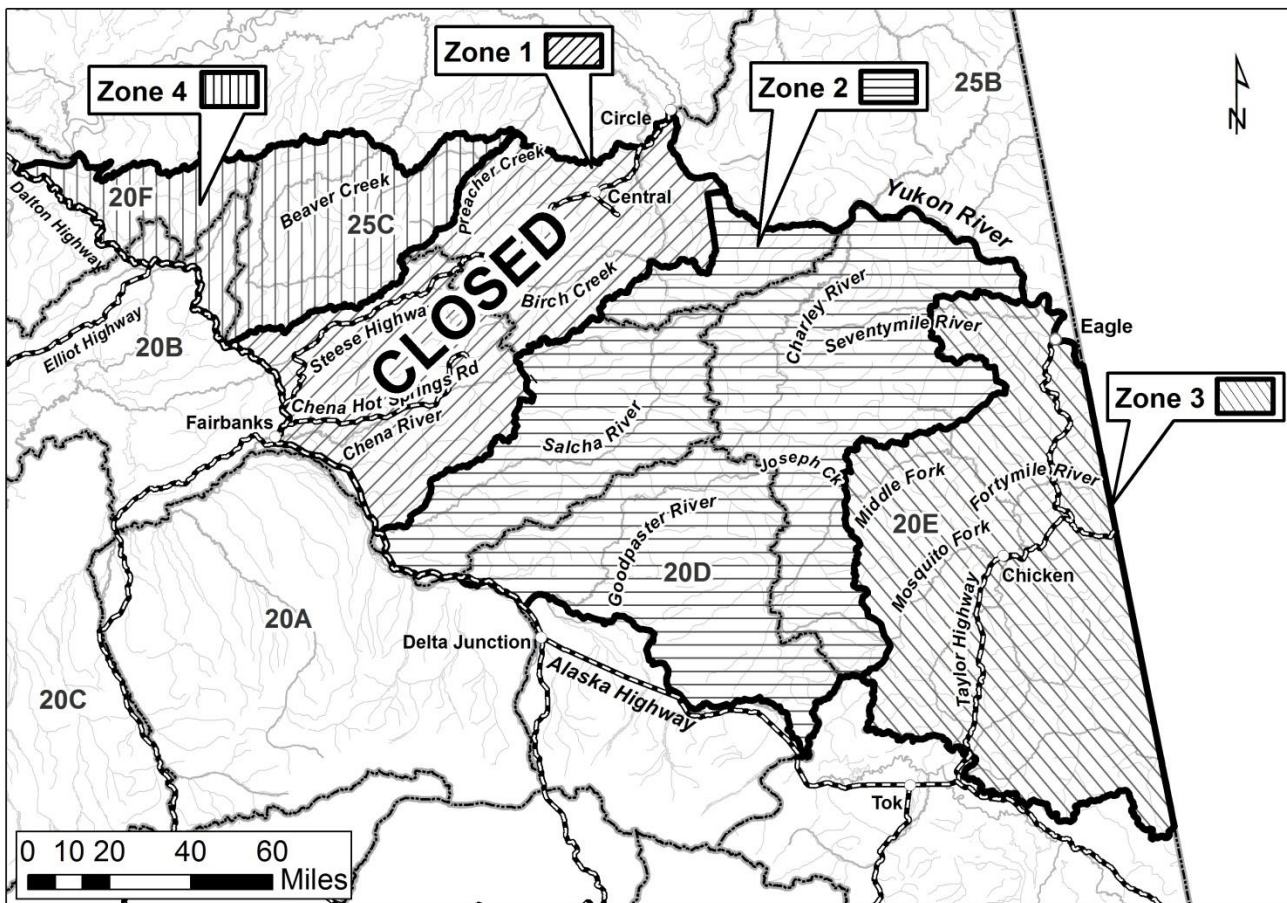 Zone 1
Zone 4
Zone 2
25B
Circle
Preacher Creek
Central
20F
Beaver Creek
25C
Dalton Highway
Yukon River
CLOSED
Birch Creek
Charley River
Seventymile River
Eagle
Steese Highway
Elliot Highway
20B
Chena Hot Springs Rd
Zone 3
Fairbanks
Chena River
Salcha River
Joseph Ck
Middle Fork
Fortymile River
20E
Mosquito Fork
Goodpaster River
20D
Chicken
20A
Taylor Highway
Delta Junction
Alaska Highway
20C
Tok
0 10 20 40 60
Miles
N